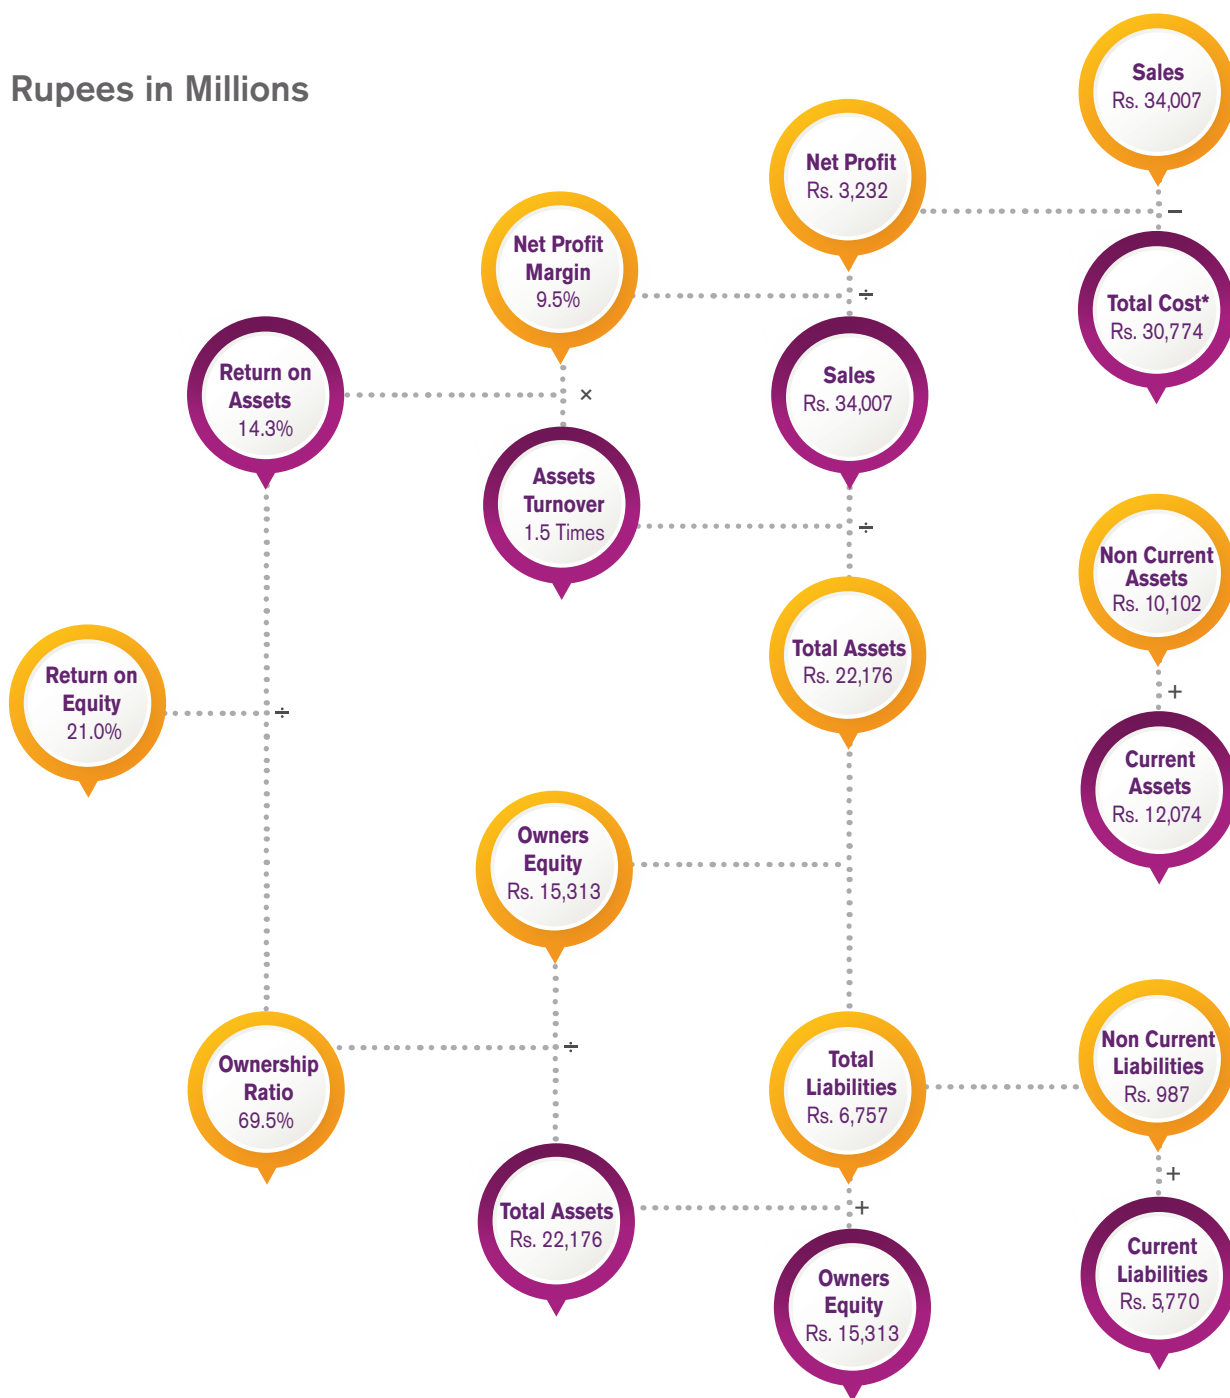 Rupees in Millions
Sales
Rs. 34,007
Net Profit
Rs. 3,232
−
Net Profit
Margin
9.5%
÷
Total Cost*
Rs. 30,774
Return on
Assets
14.3%
×
Sales
Rs. 34,007
Assets
Turnover
1.5 Times
÷
Non Current
Assets
Rs. 10,102
Return on
Equity
21.0%
÷
Total Assets
Rs. 22,176
+
Current
Assets
Rs. 12,074
Owners
Equity
Rs. 15,313
Ownership
Ratio
69.5%
÷
Total
Liabilities
Rs. 6,757
Non Current
Liabilities
Rs. 987
+
Total Assets
Rs. 22,176
+
Owners
Equity
Rs. 15,313
Current
Liabilities
Rs. 5,770